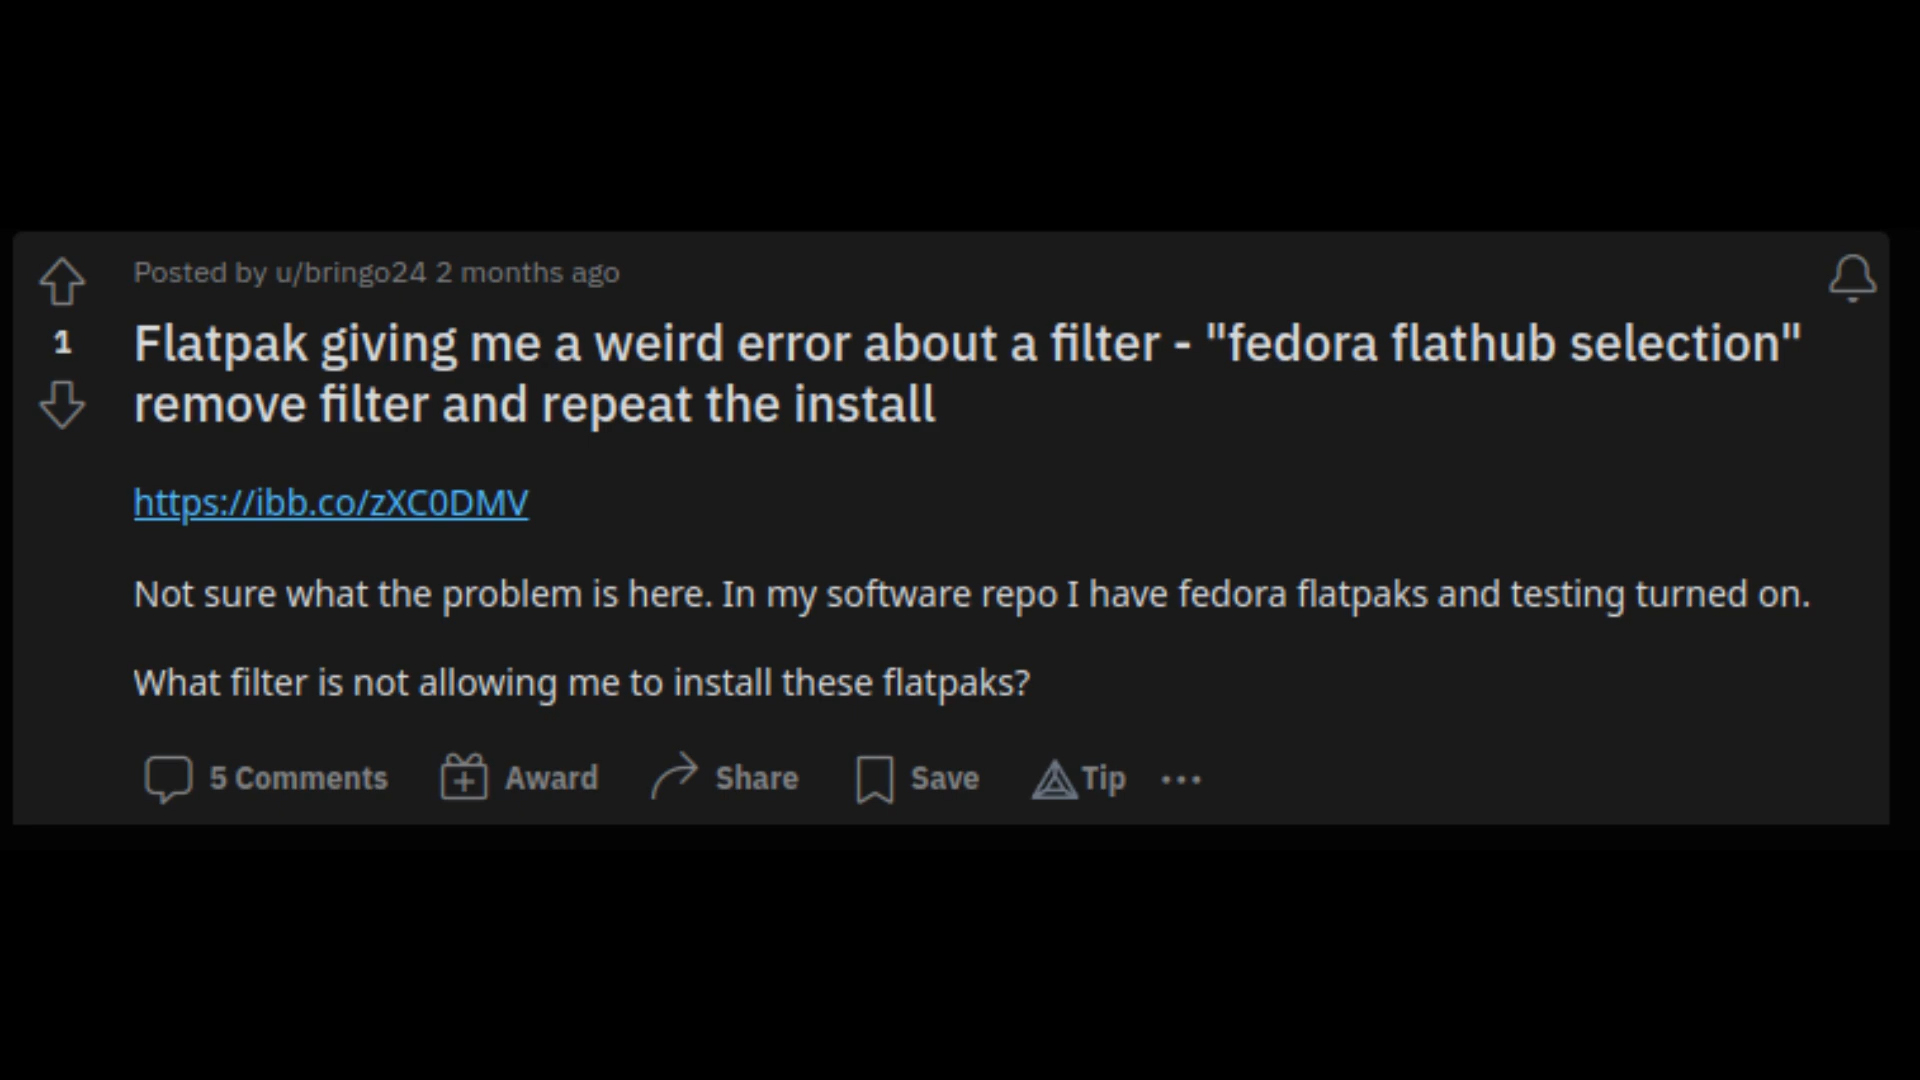 Posted by u/bringo24 2 months ago
1
Flatpak giving me a weird error about a filter - "fedora flathub selection"
remove filter and repeat the install
https://ibb.co/zXC0DMV
Not sure what the problem is here. In my software repo I have fedora flatpaks and testing turned on.
What filter is not allowing me to install these flatpaks?
5 Comments Award Share Save Tip ...